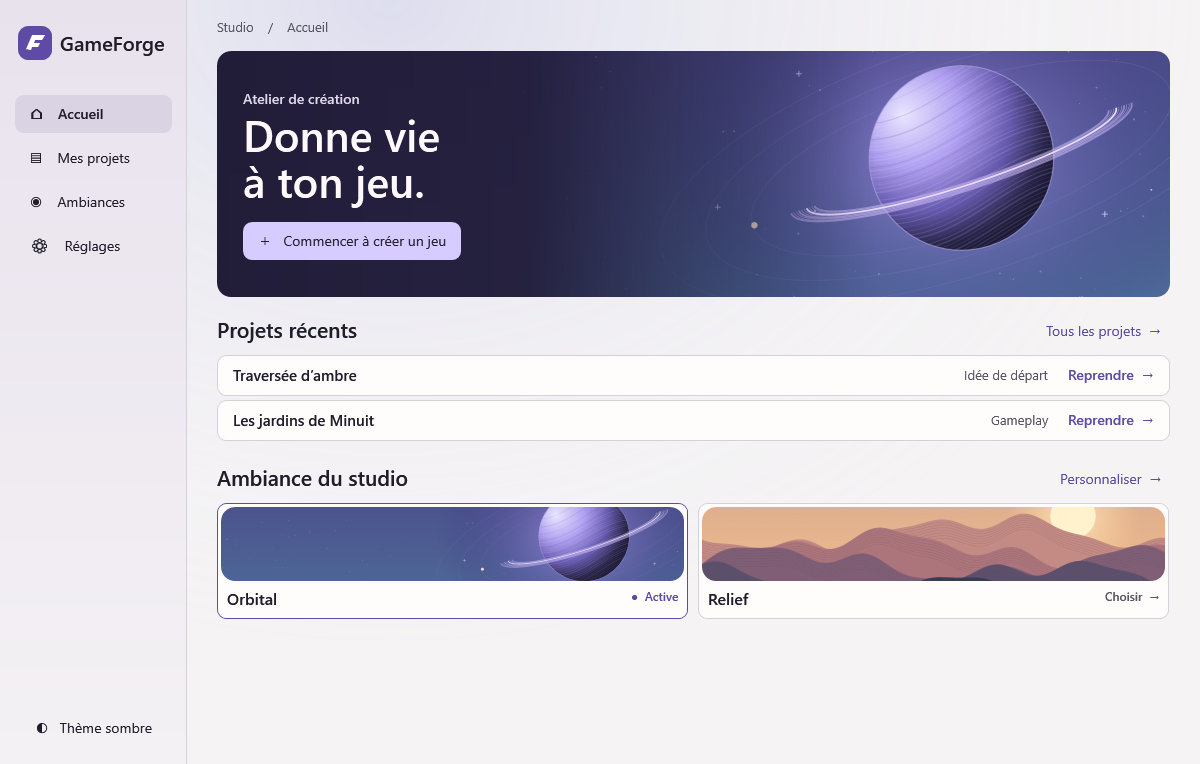 GameForge
Accueil
Mes projets
Ambiances
Réglages
Thème sombre
Studio / Accueil
Atelier de création
Donne vie
à ton jeu.
+ Commencer à créer un jeu
Projets récents
Tous les projets →
Traversée d’ambre
Idée de départ
Reprendre →
Les jardins de Minuit
Gameplay
Reprendre →
Ambiance du studio
Personnaliser →
Orbital
• Active
Relief
Choisir →